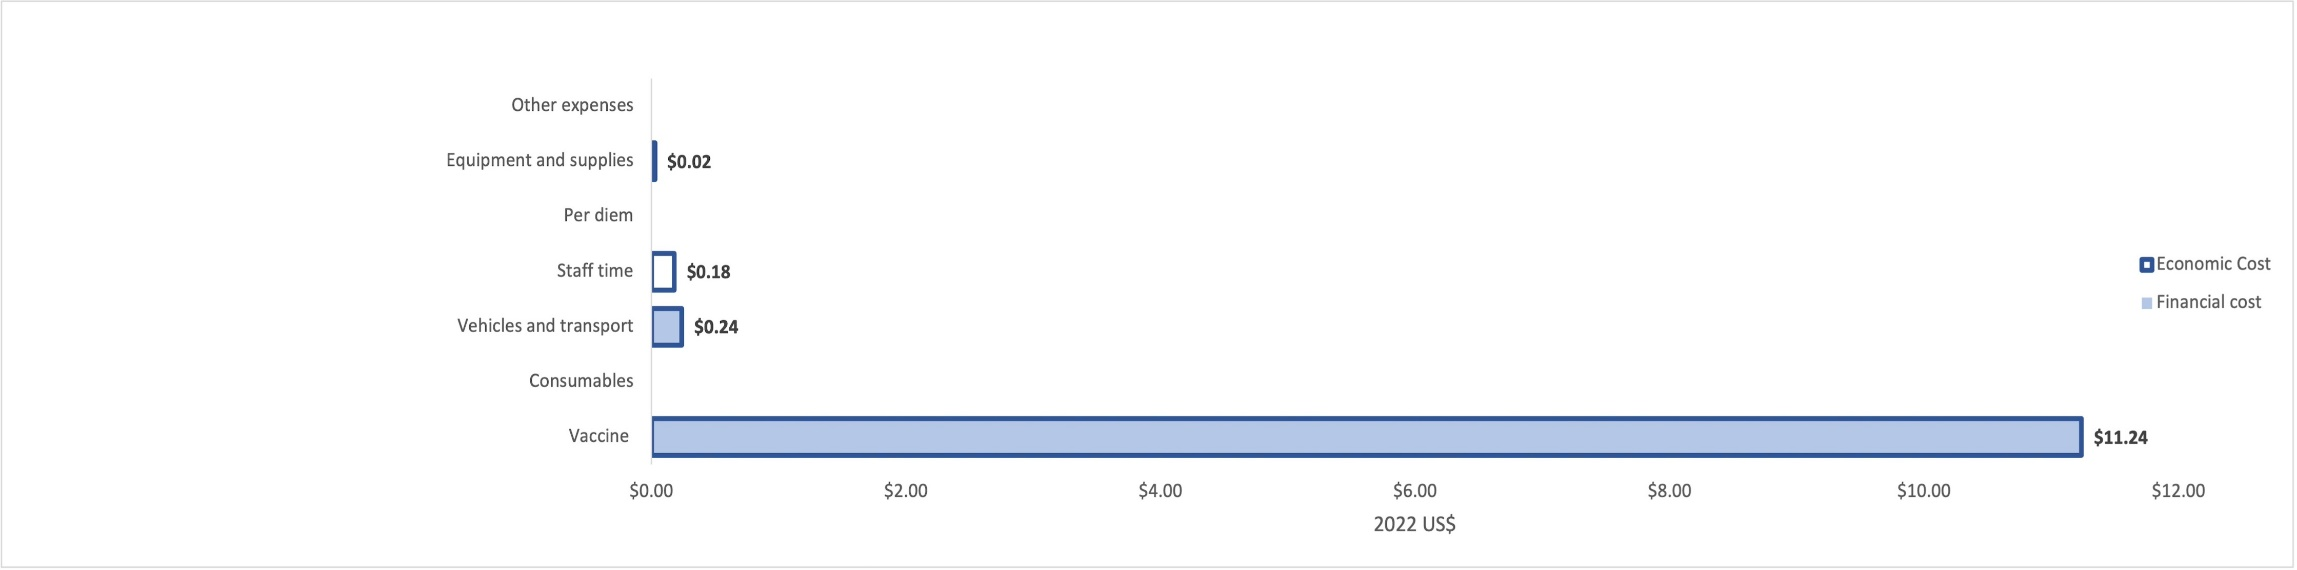 Other expenses
Equipment and supplies $0.02
Per diem
Staff time $0.18
Vehicles and transport $0.24
Consumables
Vaccine $11.24
$0.00 $2.00 $4.00 $6.00 $8.00 $10.00 $12.00
2022 US$
Economic Cost
Financial cost